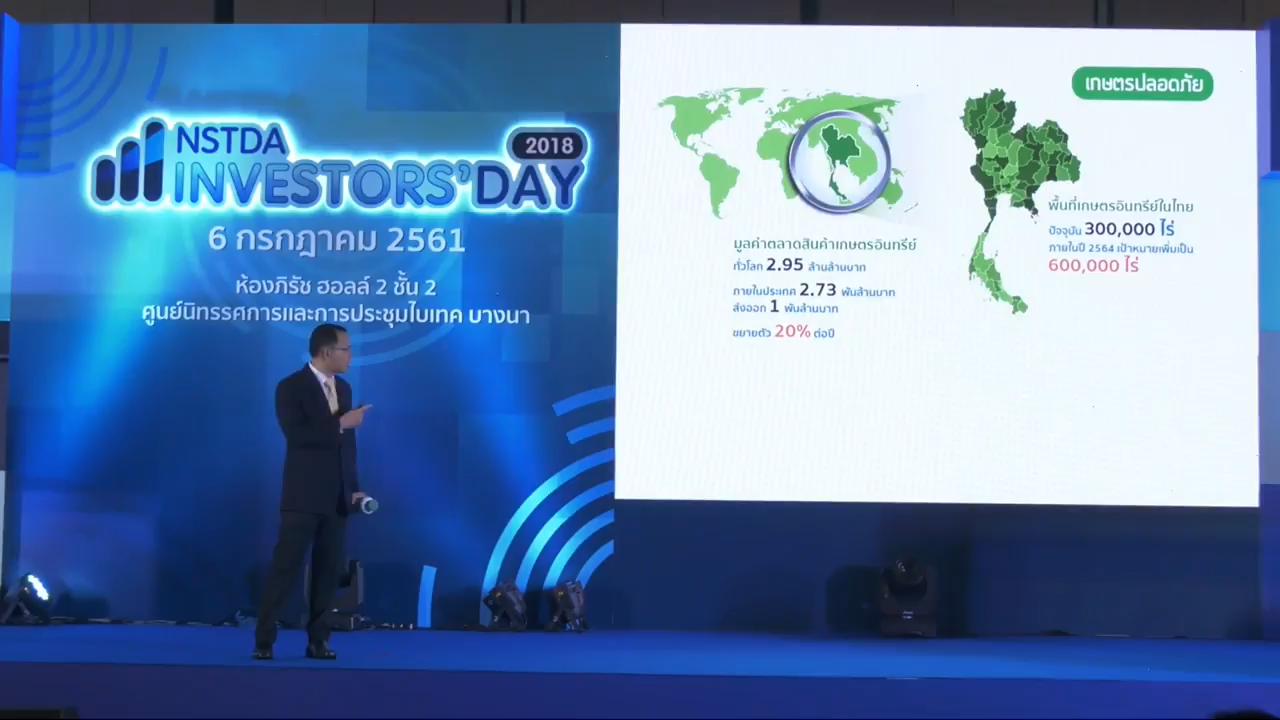 NSTDA
2018
INVESTORS' DAY
6 กรกฎาคม 2561
ห้องภิรัช ฮอลล์ 2 ชั้น 2
ศูนย์นิทรรศการและการประชุมไบเทค บางนา
เกษตรปลอดภัย
มูลค่าตลาดสินค้าเกษตรอินทรีย์
ทั่วโลก 2.95 ล้านล้านบาท
ภายในประเทศ 2.73 พันล้านบาท
ส่งออก 1 พันล้านบาท
ขยายตัว 20% ต่อปี
พื้นที่เกษตรอินทรีย์ในไทย
ปัจจุบัน 300,000 ไร่
ภายในปี 2564 เป้าหมายเพิ่มเป็น
600,000 ไร่